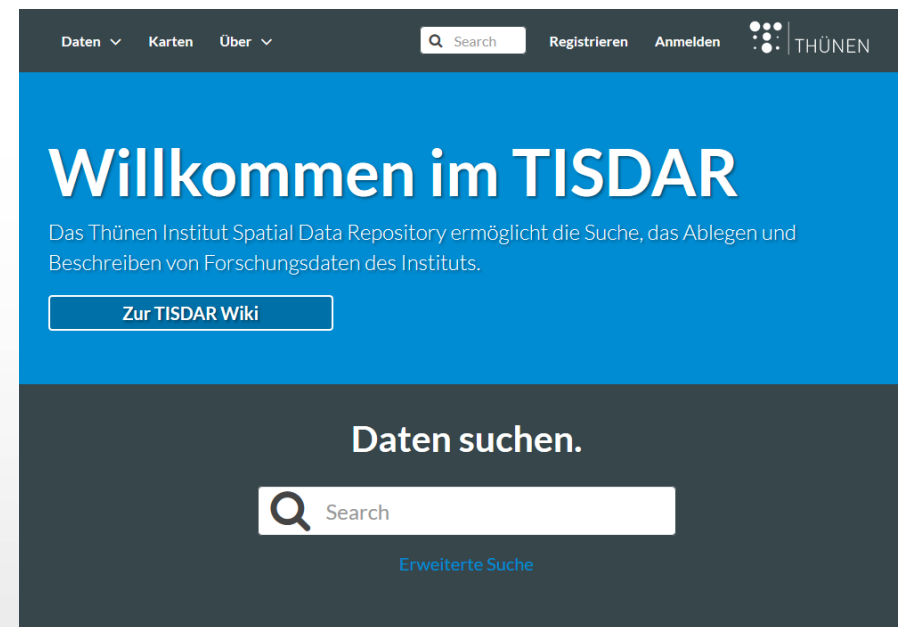 Daten Karten Über Search Registrieren Anmelden THÜNEN
Willkommen im TISDAR
Das Thünen Institut Spatial Data Repository ermöglicht die Suche, das Ablegen und
Beschreiben von Forschungsdaten des Instituts.
Zur TISDAR Wiki
Daten suchen.
Search
Erweiterte Suche